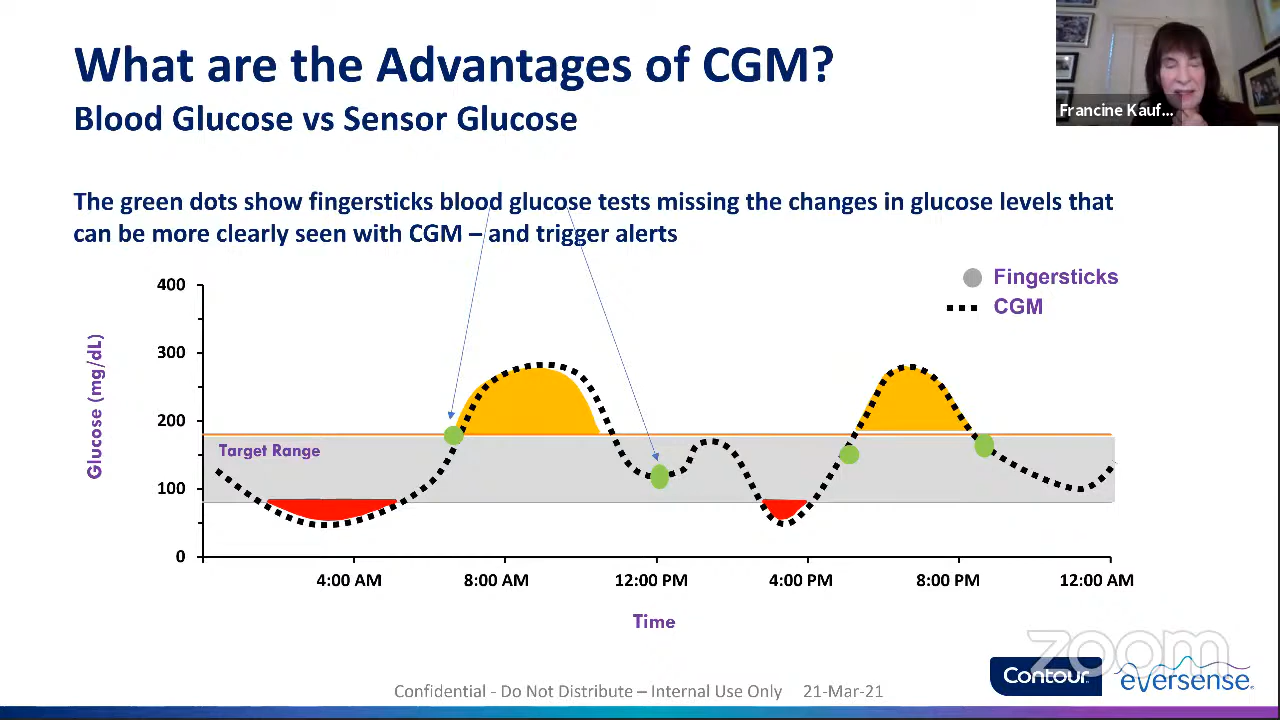 What are the Advantages of CGM?
Blood Glucose vs Sensor Glucose
Francine Kauf...
The green dots show fingersticks blood glucose tests missing the changes in glucose levels that
can be more clearly seen with CGM – and trigger alerts
Fingersticks
CGM
Glucose (mg/dL)
400
300
200
100
0
Target Range
4:00 AM
8:00 AM
12:00 PM
4:00 PM
8:00 PM
12:00 AM
Time
zoom
Contour
eversense
Confidential - Do Not Distribute – Internal Use Only 21-Mar-21